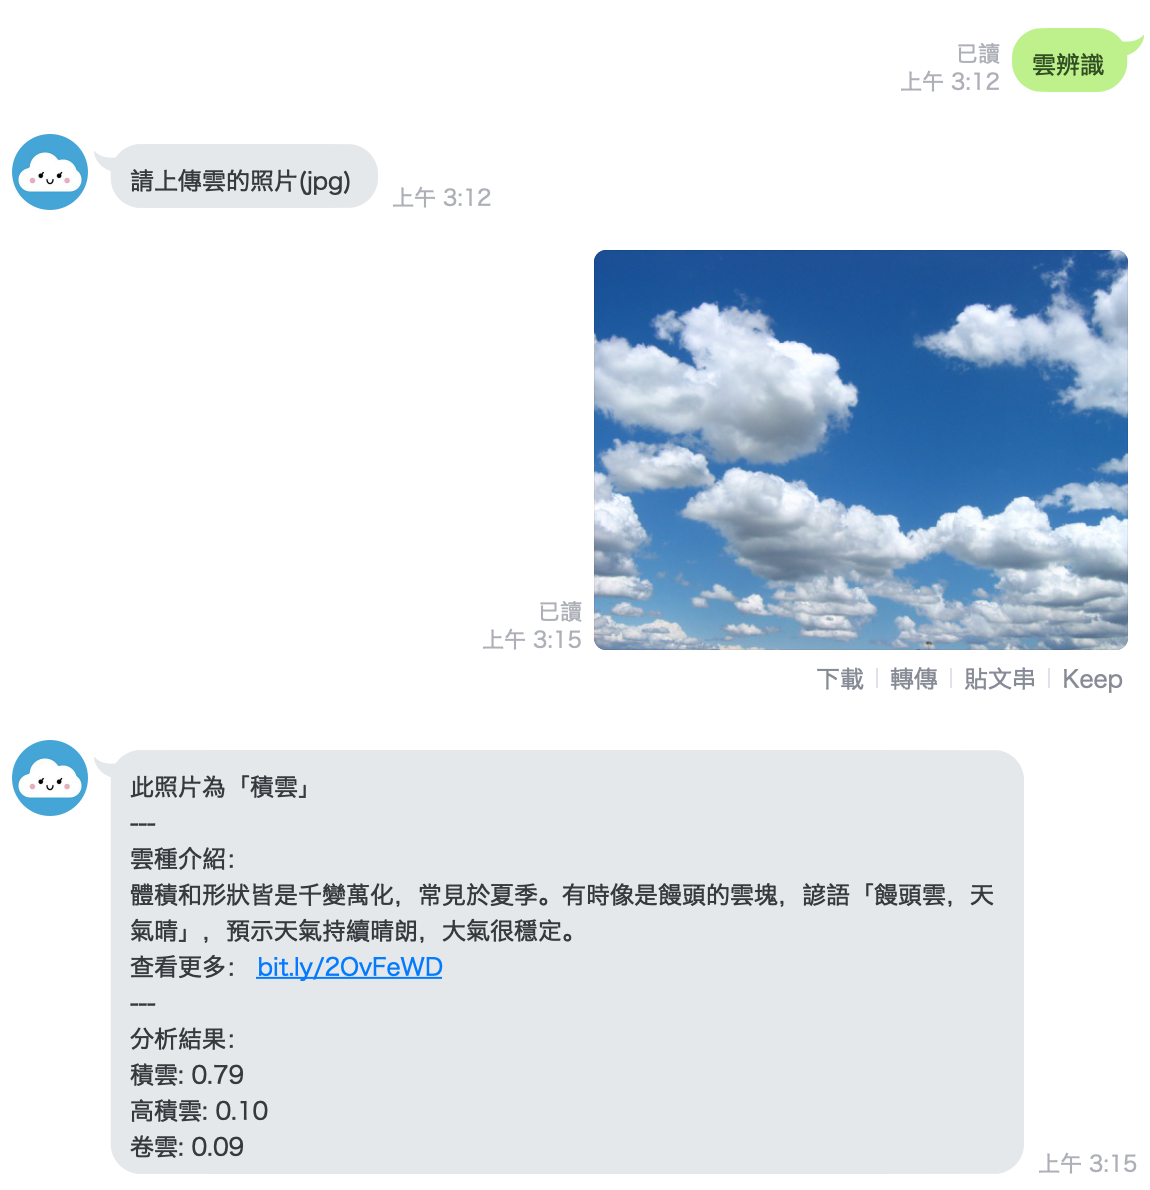 已讀
上午 3:12
雲辨識
請上傳雲的照片(jpg)
上午 3:12
已讀
上午 3:15
下載｜轉傳｜貼文串｜Keep
此照片為「積雲」
---
雲種介紹：
體積和形狀皆是千變萬化，常見於夏季。有時像是饅頭的雲塊，諺語「饅頭雲，天
氣晴」，預示天氣持續晴朗，大氣很穩定。
查看更多： bit.ly/2OvFeWD
---
分析結果：
積雲: 0.79
高積雲: 0.10
卷雲: 0.09
上午 3:15